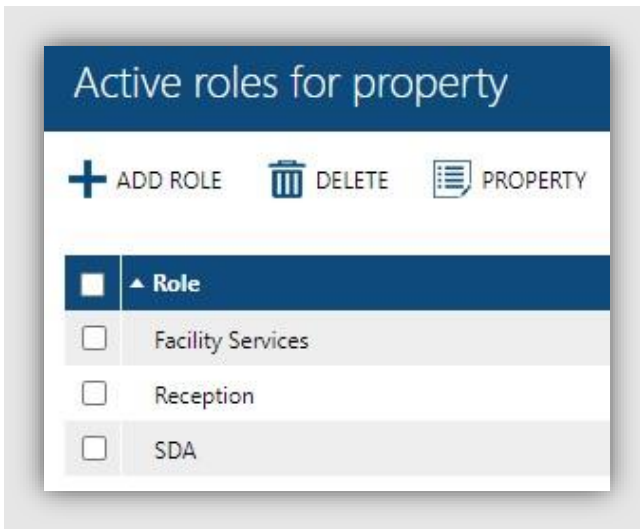 Active roles for property
ADD ROLE DELETE PROPERTY
Role
Facility Services
Reception
SDA